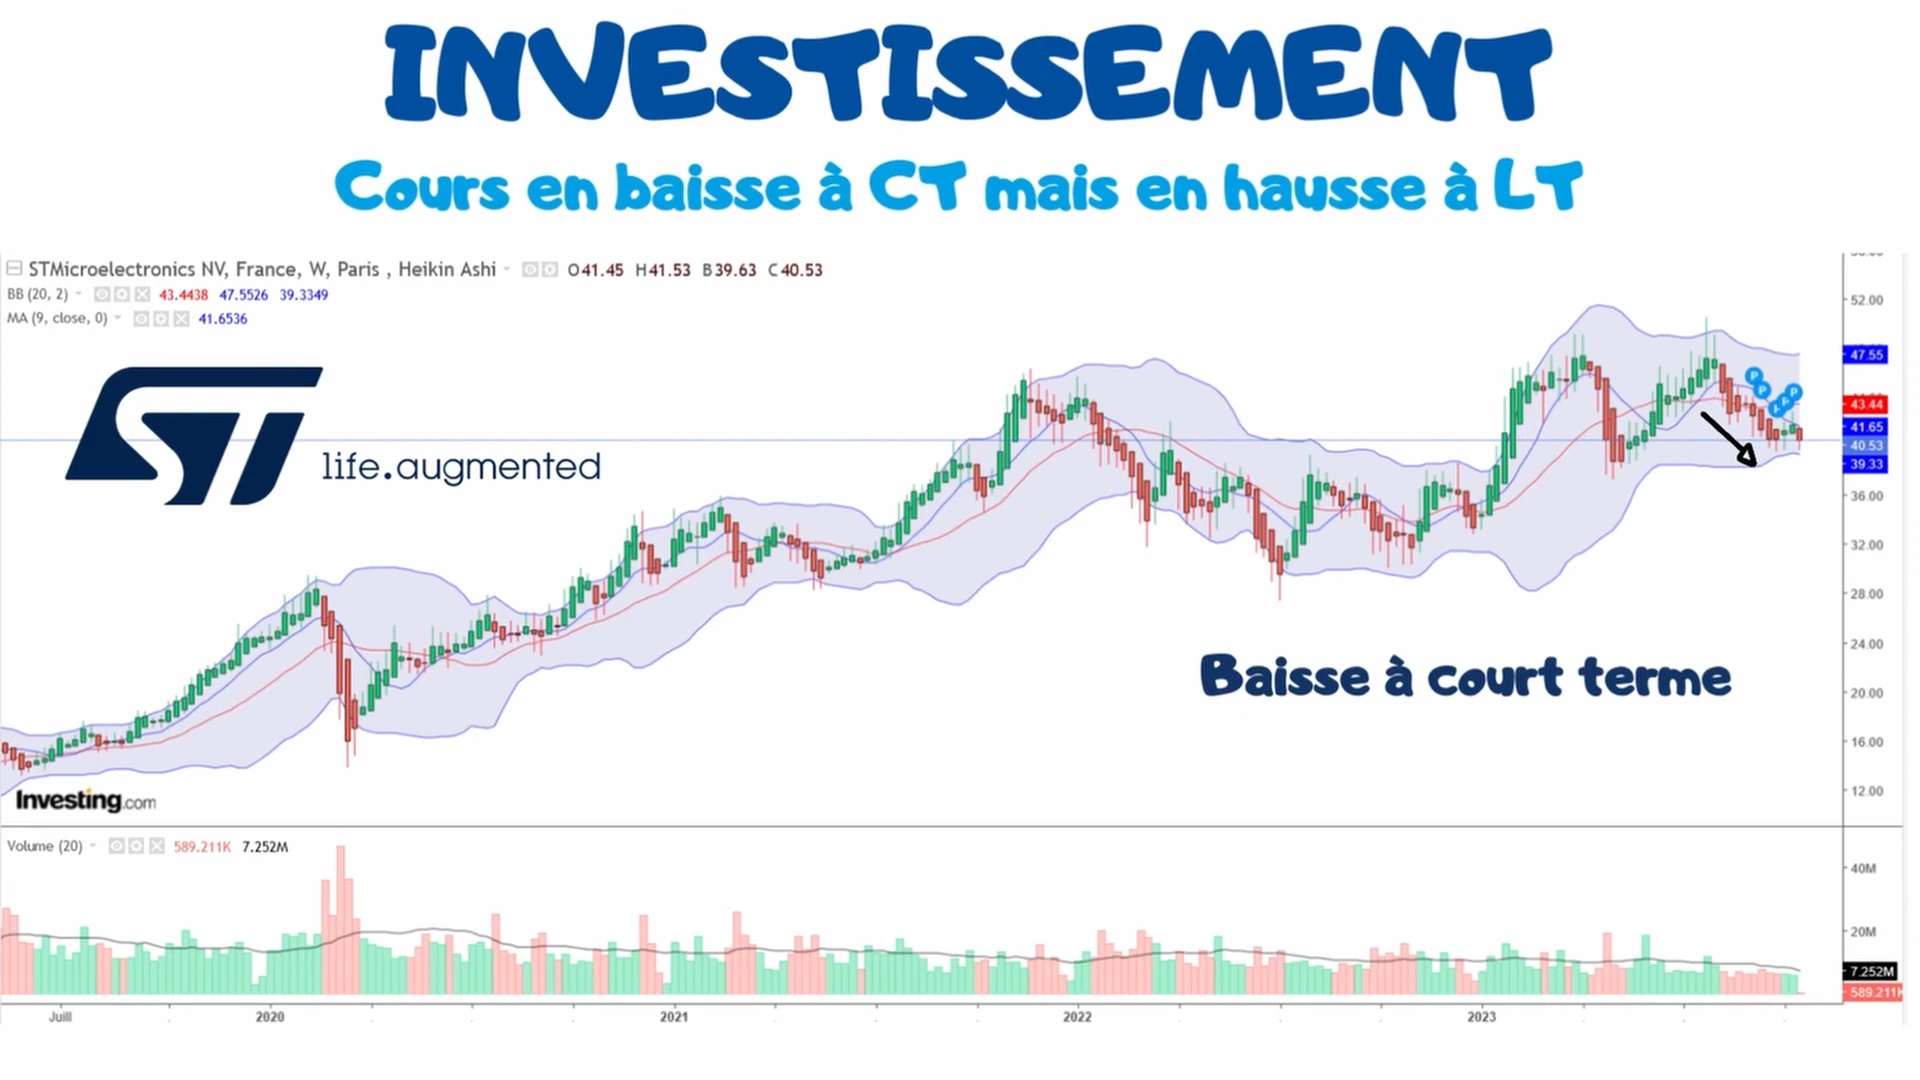 INVESTISSEMENT
Cours en baisse à CT mais en hausse à LT
STMicroelectronics NV, France, W, Paris , Heikin Ashi O41.45 H41.53 B39.63 C40.53
BB (20, 2) 43.4438 47.5526 39.3349
MA (9, close, 0) 41.6536
52.00
47.55
43.44
41.65
40.53
39.33
36.00
32.00
28.00
24.00
20.00
16.00
12.00
P
P
P
ST life.augmented
Baisse à court terme
Investing.com
Volume (20) 589.211K 7.252M
40M
20M
7.252M
589.211K
Juill 2020 2021 2022 2023